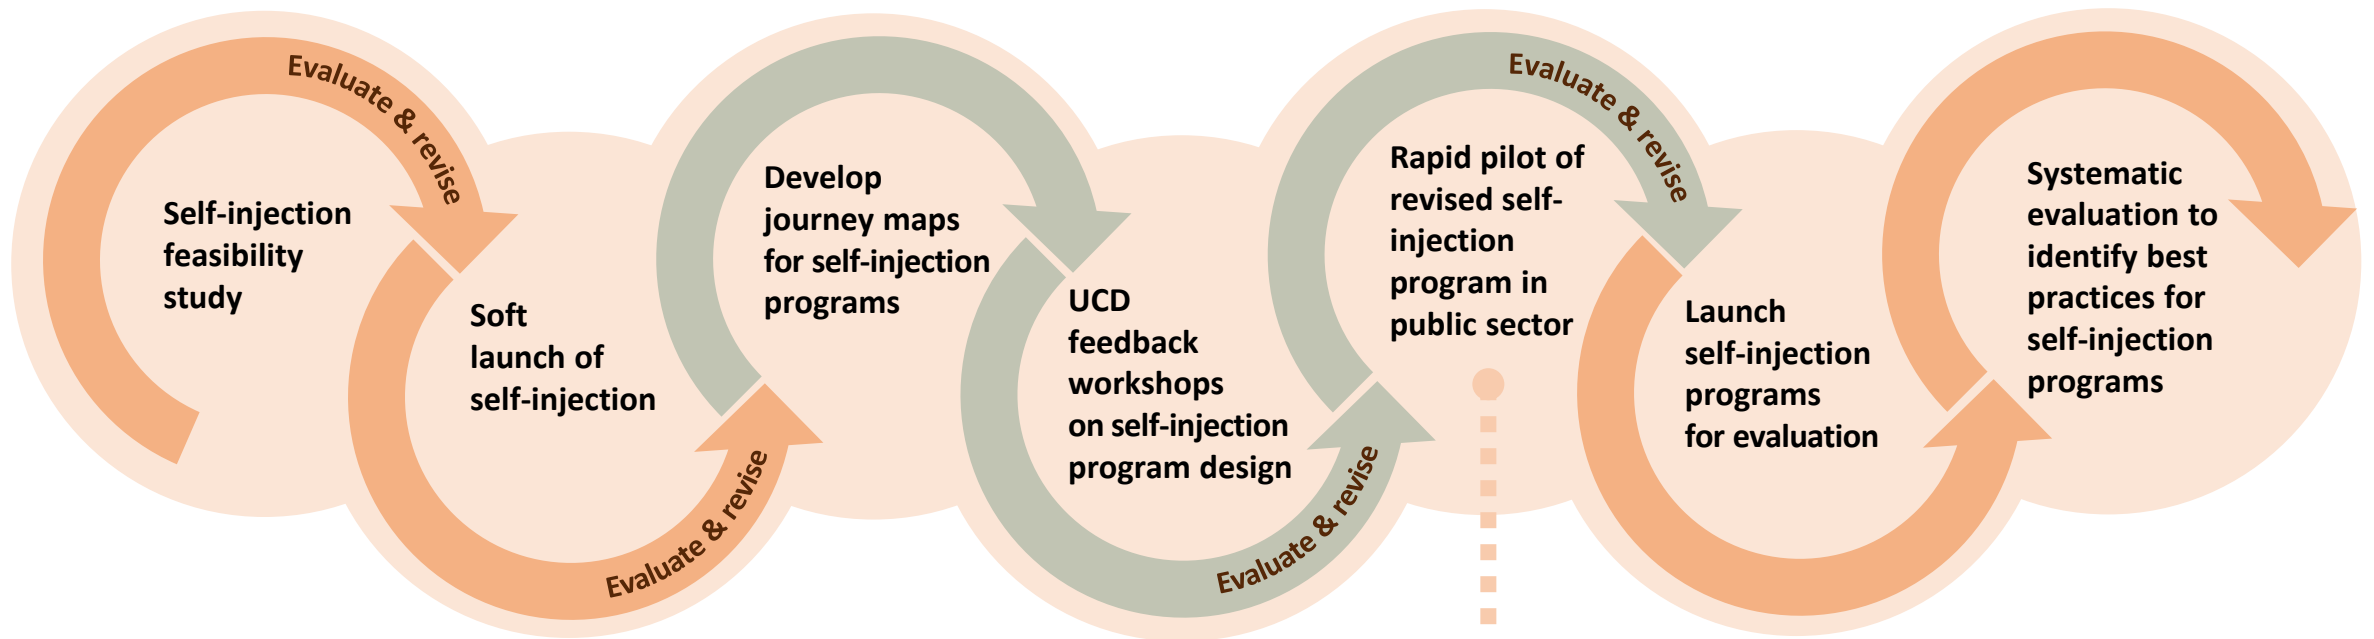 Evaluate & revise
Self-injection
feasibility
study
Soft
launch of
self-injection
Evaluate & revise
Develop
journey maps
for self-injection
programs
UCD
feedback
workshops
on self-injection
program design
Evaluate & revise
Evaluate & revise
Rapid pilot of
revised self-
injection
program in
public sector
Launch
self-injection
programs
for evaluation
Systematic
evaluation to
identify best
practices for
self-injection
programs